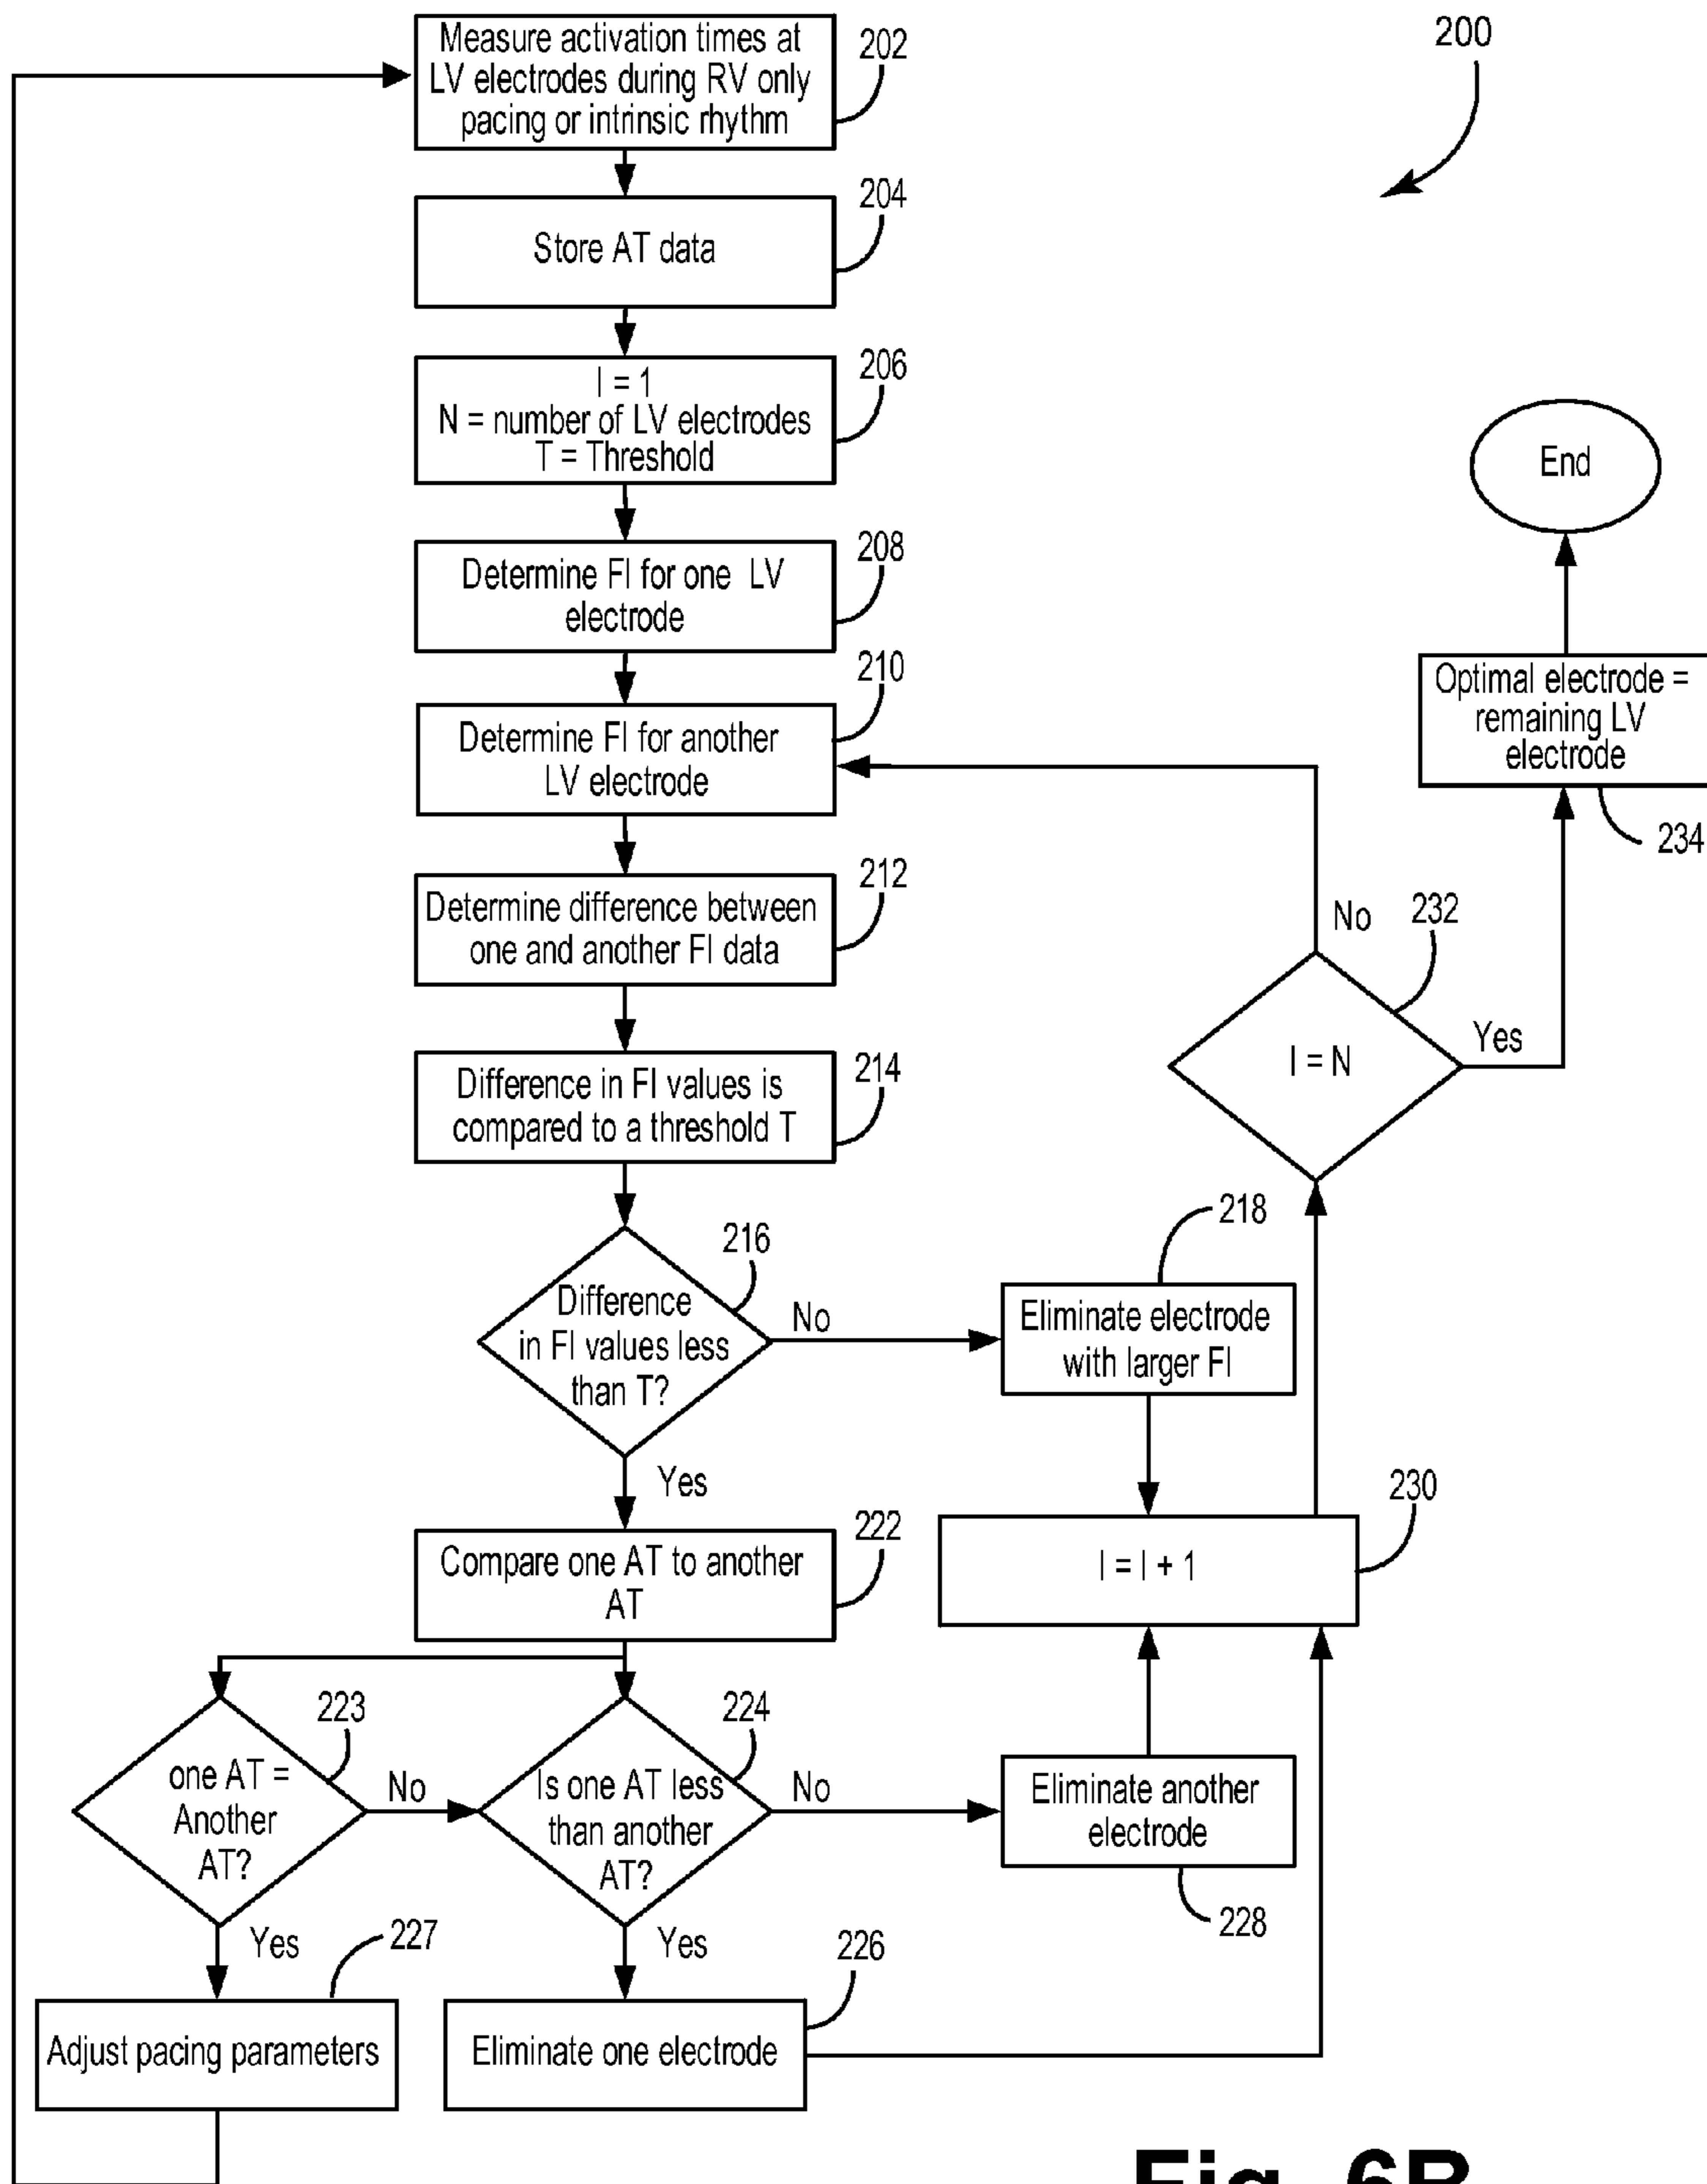 Measure activation times at
LV electrodes during RV only
pacing or intrinsic rhythm
202
200
Store AT data
204
I = 1
N = number of LV electrodes
T = Threshold
206
End
Determine FI for one LV
electrode
208
Determine FI for another
LV electrode
210
Optimal electrode =
remaining LV
electrode
234
Determine difference between
one and another FI data
212
No
232
I = N
Yes
Difference in FI values is
compared to a threshold T
214
Difference
in FI values less
than T?
216
No
Yes
Eliminate electrode
with larger FI
218
Compare one AT to another
AT
222
I = I + 1
230
one AT =
Another
AT?
223
No
Yes
Is one AT less
than another
AT?
224
No
Yes
Eliminate another
electrode
228
Adjust pacing parameters
227
Eliminate one electrode
226
Fig. 6B